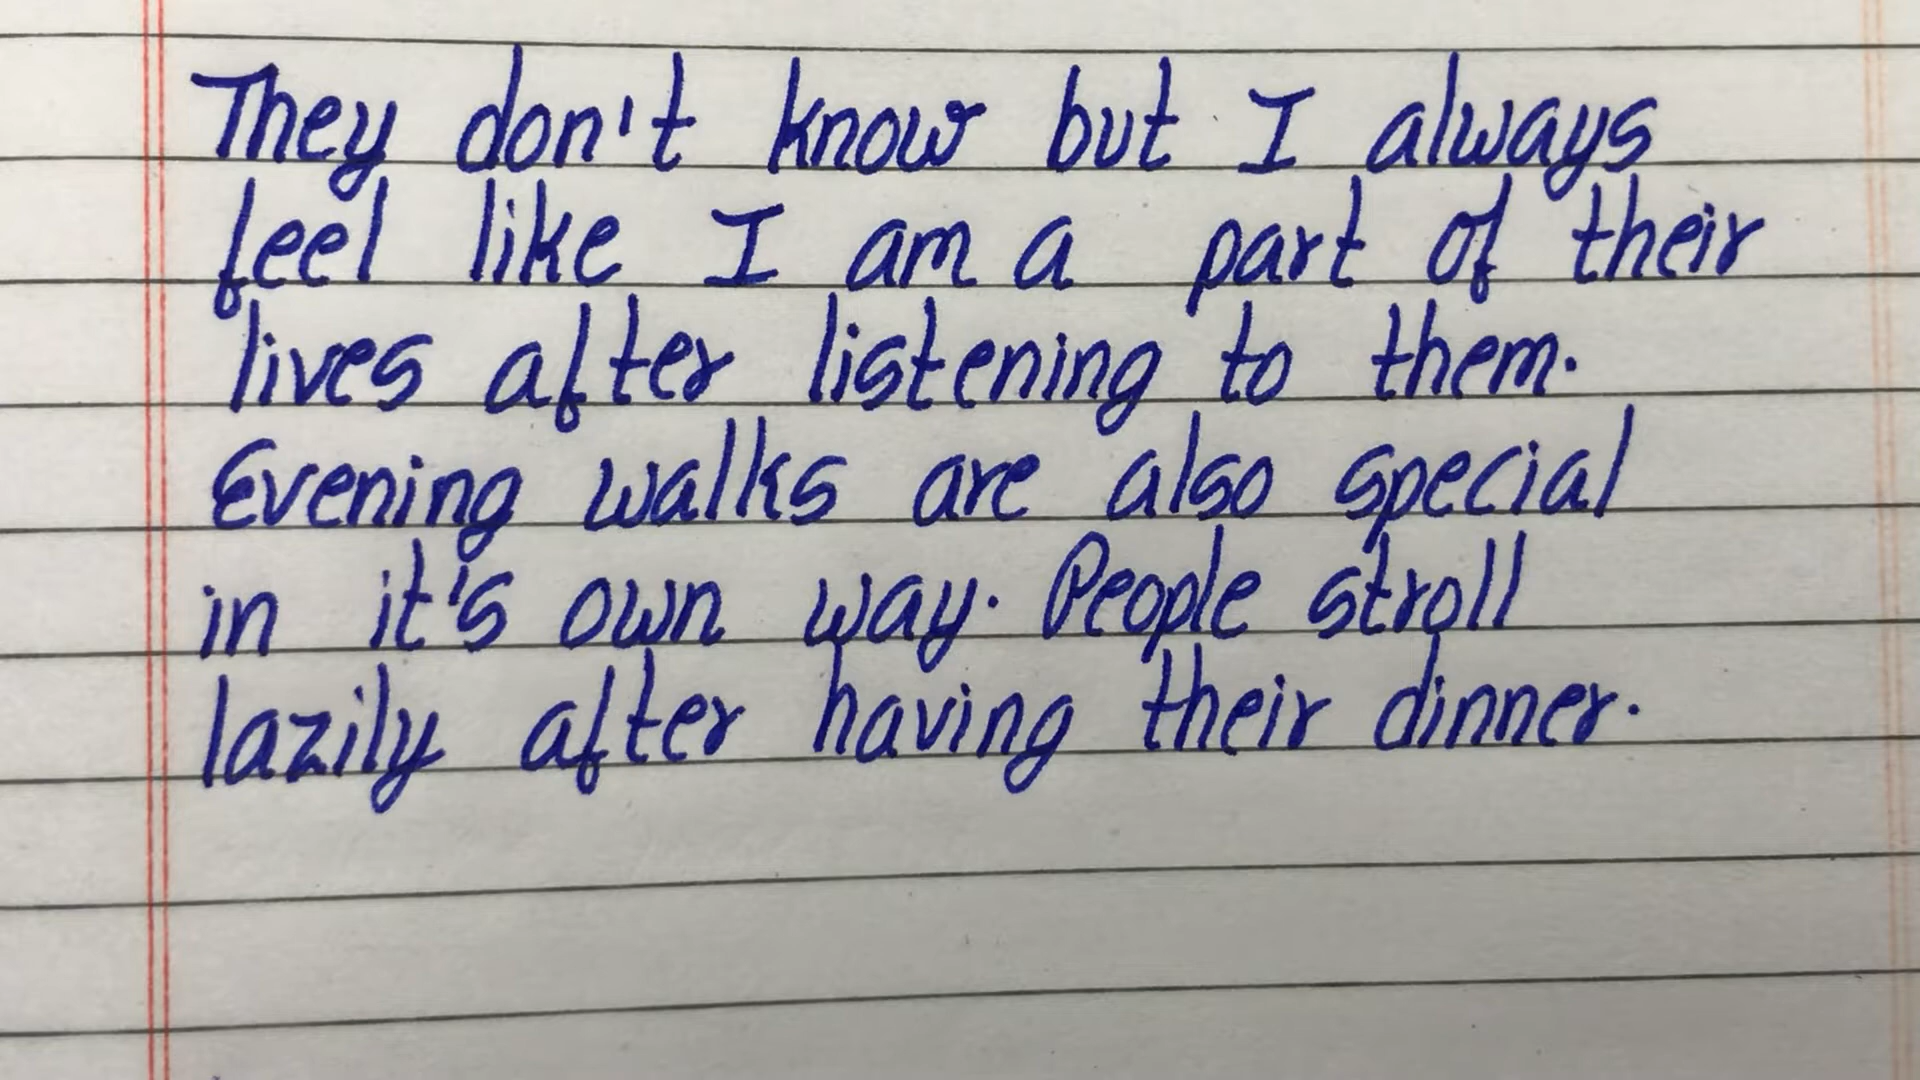 They don't know but I always
feel like I am a part of their
lives after listening to them.
Evening walks are also special
in it's own way. People stroll
lazily after having their dinner.